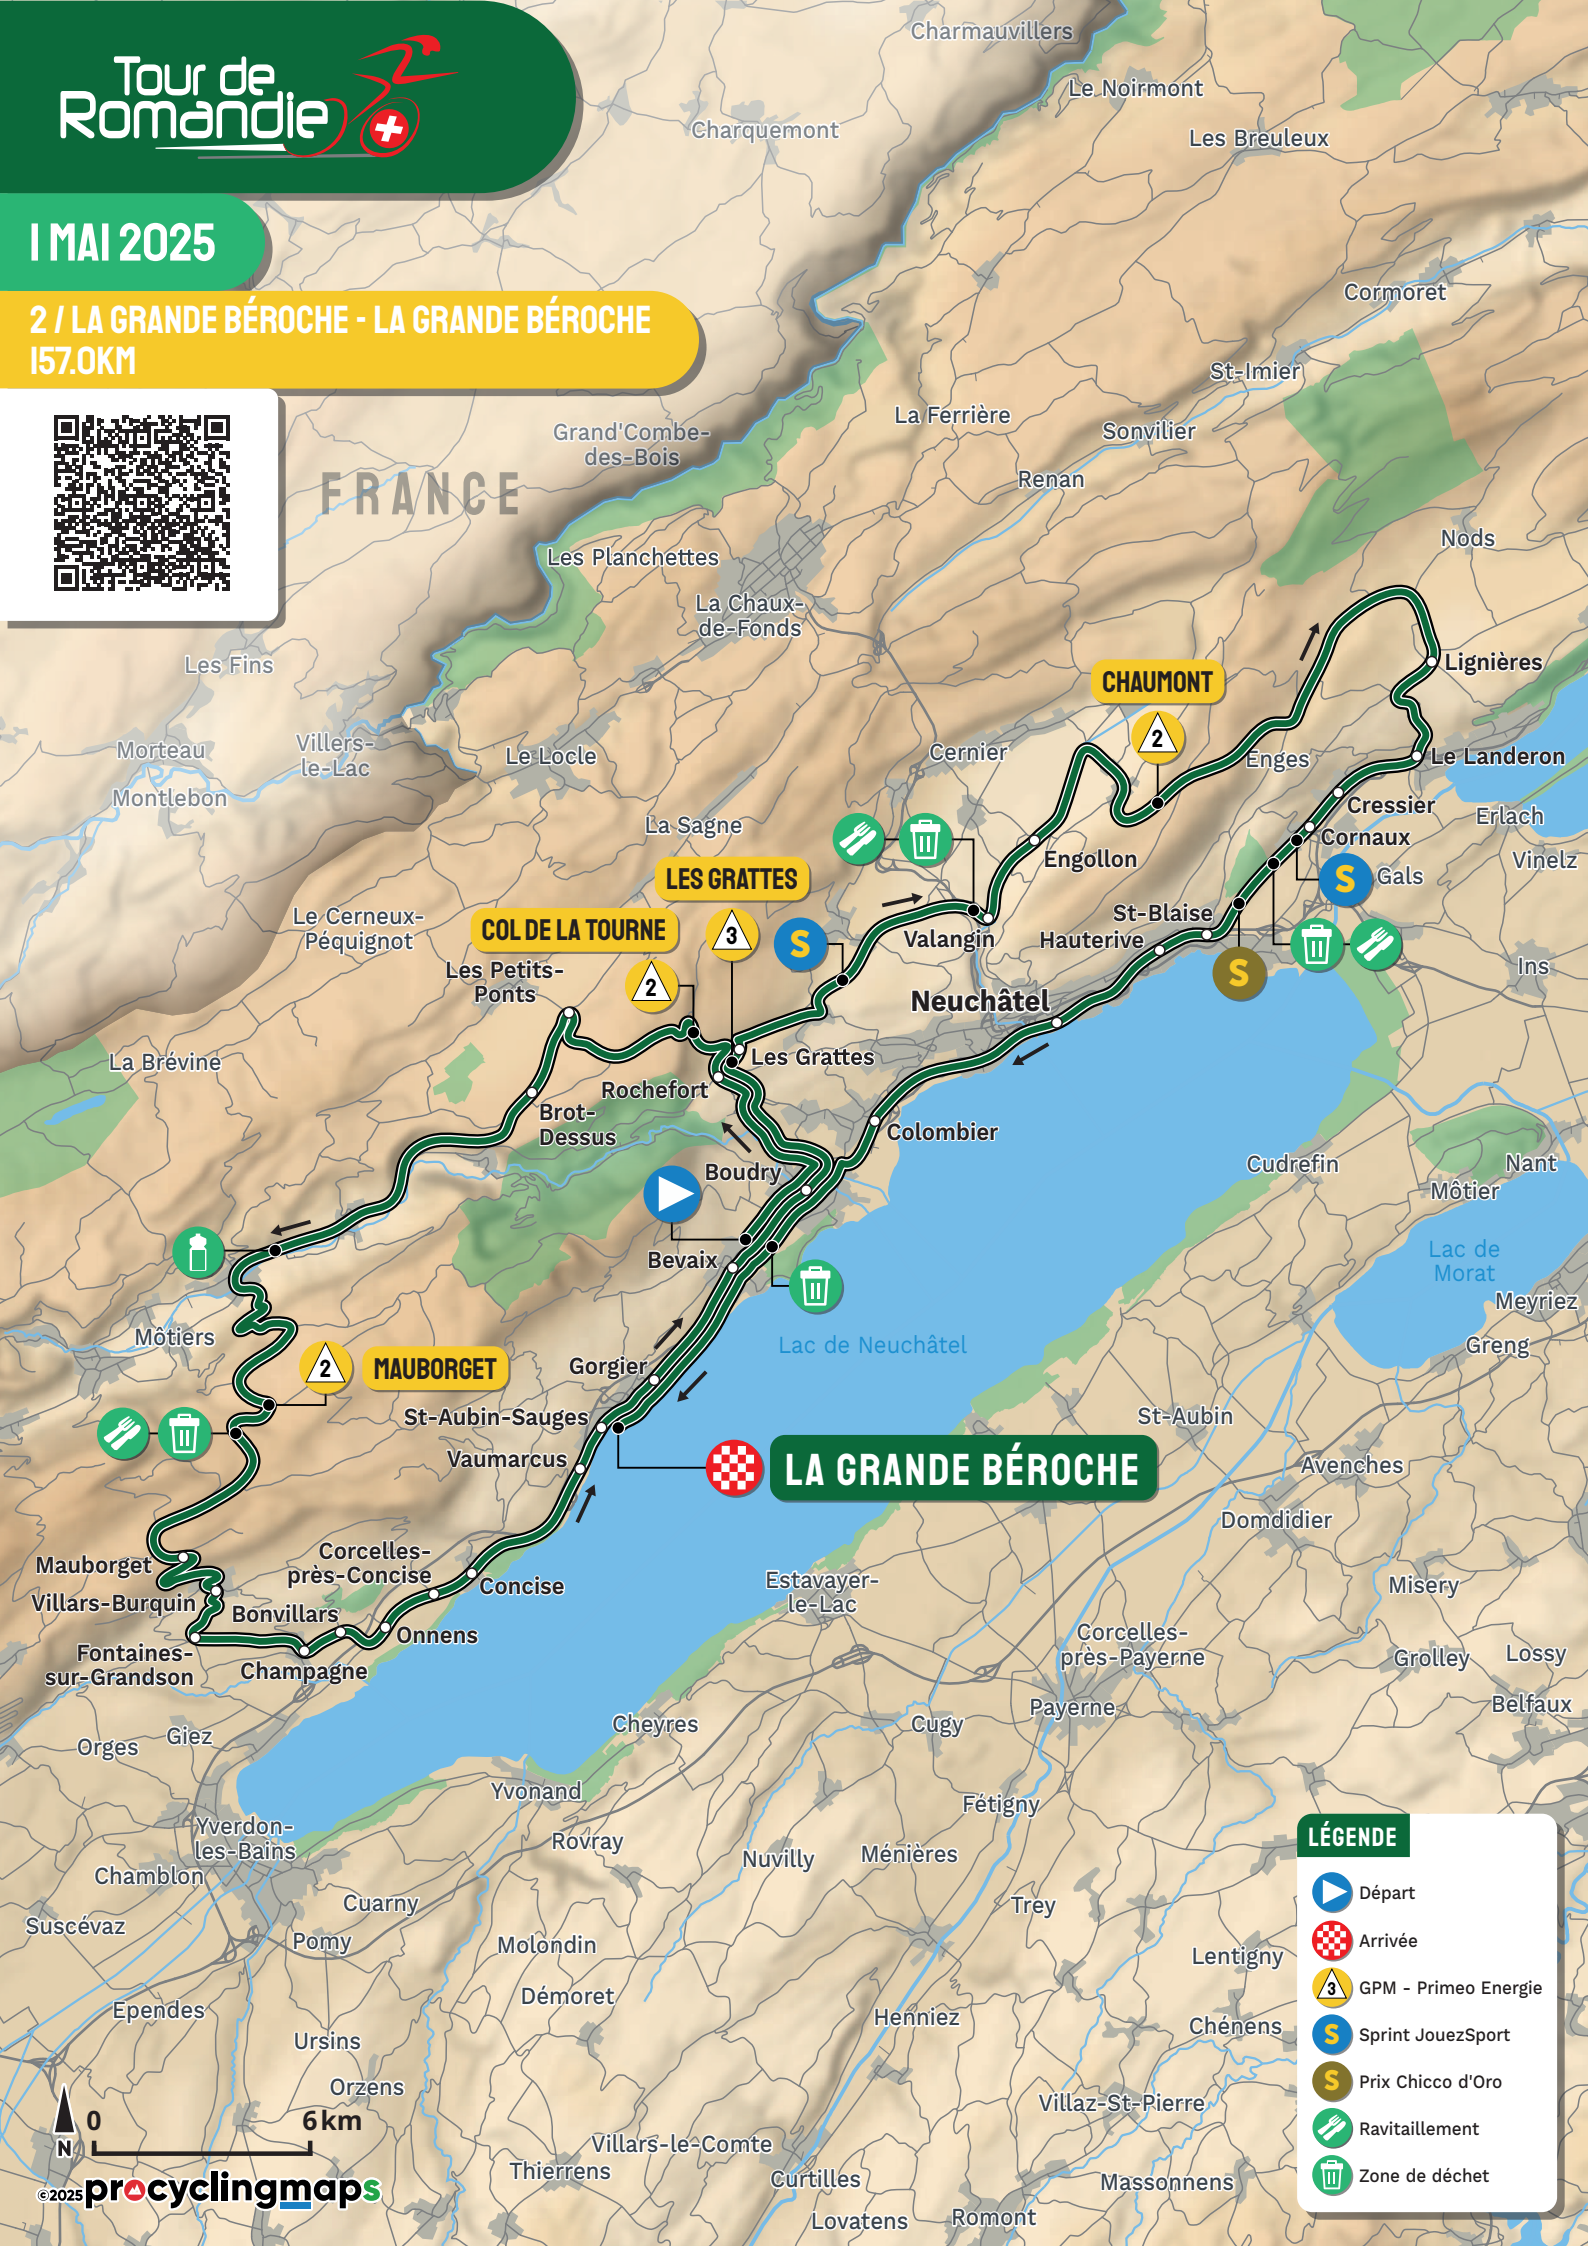 Tour de
Romandie
1 MAI 2025
2 / LA GRANDE BÉROCHE - LA GRANDE BÉROCHE
157.0KM
FRANCE
Charmauvillers
Le Noirmont
Charquemont
Les Breuleux
Cormoret
St-Imier
La Ferrière
Sonvilier
Grand'Combe-
des-Bois
Renan
Nods
Les Planchettes
La Chaux-
de-Fonds
Les Fins
Lignières
CHAUMONT
2
Morteau
Villers-
le-Lac
Le Locle
Cernier
Enges
Le Landeron
Montlebon
Cressier
Erlach
La Sagne
Cornaux
Engollon
Vinelz
LES GRATTES
3
S
Gals
Le Cerneux-
Péquignot
COL DE LA TOURNE
2
S
St-Blaise
Valangin
Hauterive
Les Petits-
Ponts
Ins
S
Neuchâtel
La Brévine
Les Grattes
Rochefort
Brot-
Dessus
Colombier
Boudry
Cudrefin
Nant
Môtier
Bevaix
Lac de
Morat
Meyriez
Môtiers
Lac de Neuchâtel
Greng
2
MAUBORGET
Gorgier
St-Aubin-Sauges
St-Aubin
Vaumarcus
LA GRANDE BÉROCHE
Avenches
Domdidier
Corcelles-
près-Concise
Mauborget
Concise
Estavayer-
le-Lac
Misery
Villars-Burquin
Bonvillars
Onnens
Fontaines-
sur-Grandson
Champagne
Corcelles-
près-Payerne
Grolley
Lossy
Payerne
Belfaux
Giez
Orges
Cheyres
Cugy
Yvonand
Fétigny
Yverdon-
les-Bains
Rovray
Nuvilly
Ménières
Chamblon
Cuarny
Trey
Suscévaz
Pomy
Molondin
Lentigny
Démoret
Ependes
Henniez
Chénens
Ursins
Orzens
Villaz-St-Pierre
Villars-le-Comte
Thierrens
Curtilles
Massonnens
Lovatens
Romont
LÉGENDE
Départ
Arrivée
3 GPM - Primeo Energie
S Sprint JouezSport
S Prix Chicco d'Oro
Ravitaillement
Zone de déchet
0 6 km
N
©2025 procyclingmaps